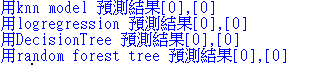 用knn model 預測結果[0],[0]
用logregression 預測結果[0],[0]
用DecisionTree 預測結果[0],[0]
用random forest tree 預測結果[0],[0]